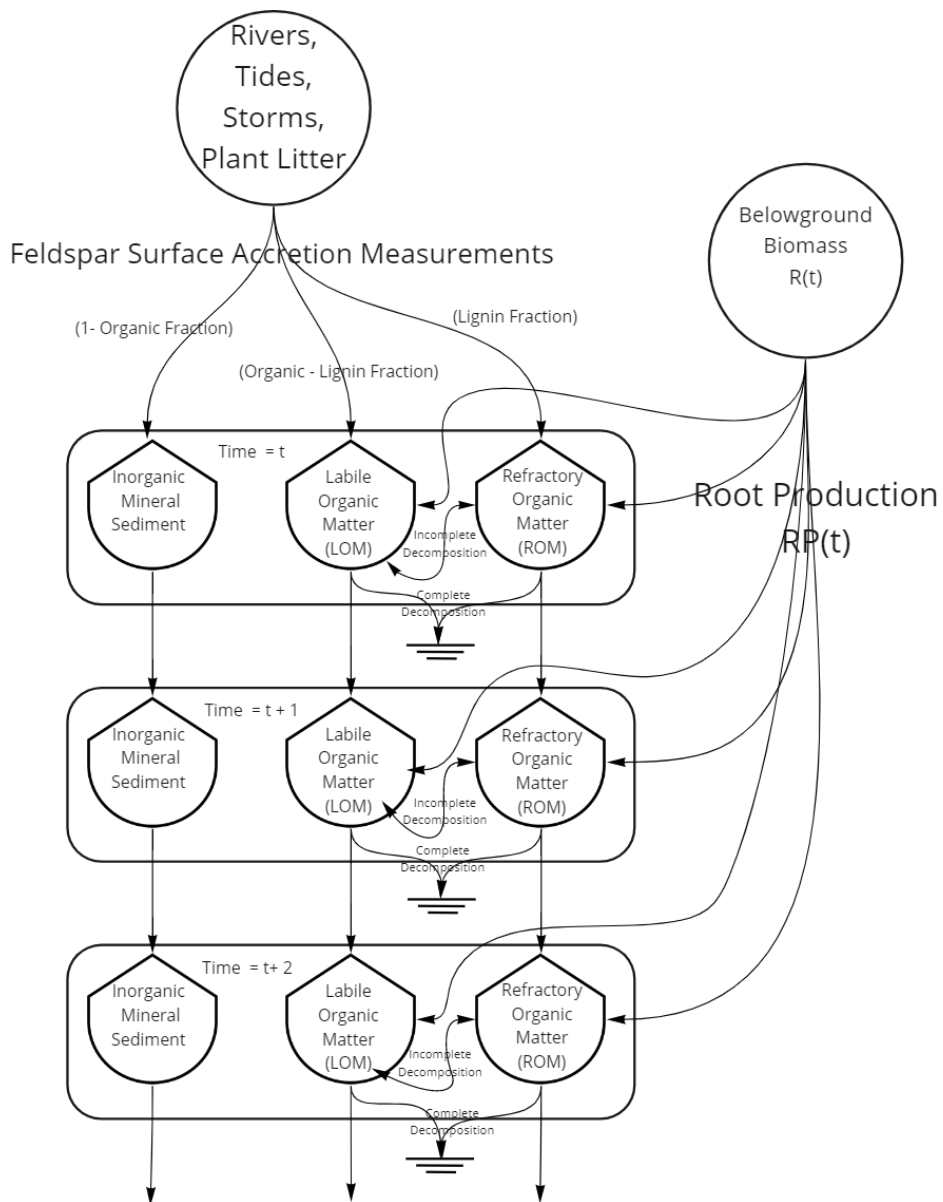 Rivers,
Tides,
Storms,
Plant Litter
Belowground
Biomass
R(t)
Feldspar Surface Accretion Measurements
(1- Organic Fraction)
(Organic - Lignin Fraction)
(Lignin Fraction)
Root Production
RP(t)
Time = t
Inorganic
Mineral
Sediment
Labile
Organic
Matter
(LOM)
Incomplete
Decomposition
Refractory
Organic
Matter
(ROM)
Complete
Decomposition
Time = t + 1
Inorganic
Mineral
Sediment
Labile
Organic
Matter
(LOM)
Incomplete
Decomposition
Refractory
Organic
Matter
(ROM)
Complete
Decomposition
Time = t+ 2
Inorganic
Mineral
Sediment
Labile
Organic
Matter
(LOM)
Incomplete
Decomposition
Refractory
Organic
Matter
(ROM)
Complete
Decomposition